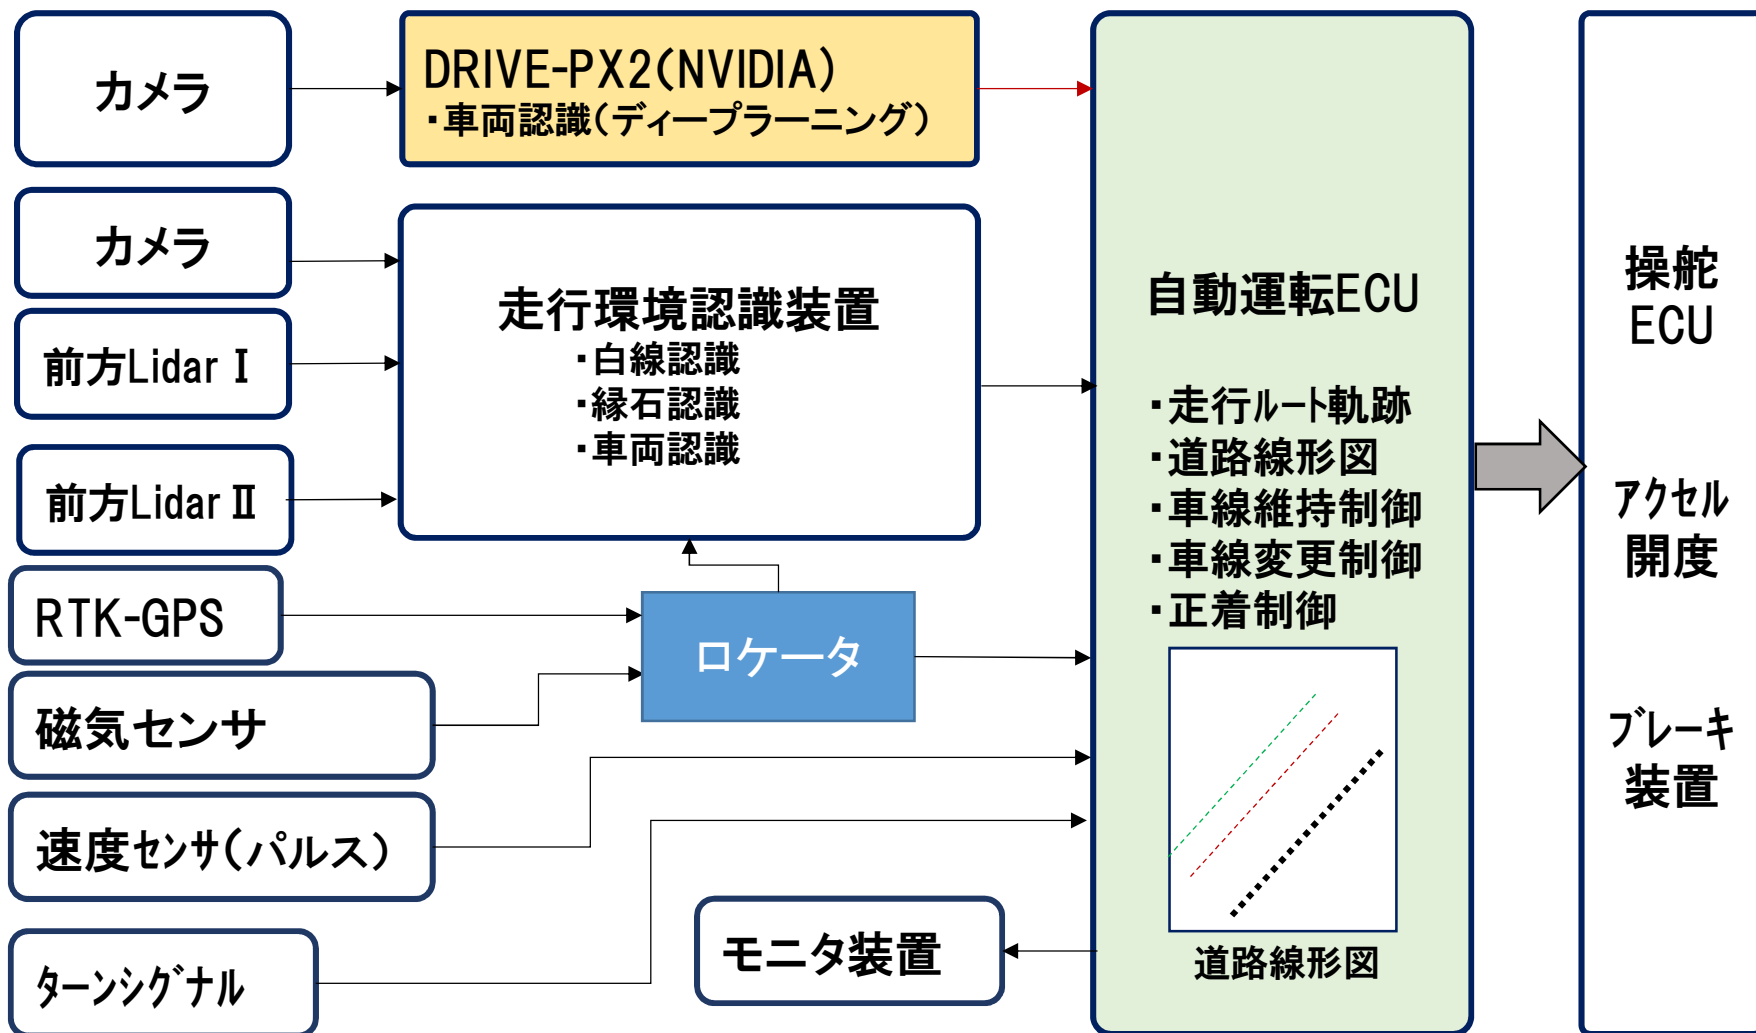 カメラ
DRIVE-PX2(NVIDIA)
・車両認識(ディープラーニング)
カメラ
前方Lidar Ⅰ
前方Lidar Ⅱ
走行環境認識装置
・白線認識
・縁石認識
・車両認識
RTK-GPS
磁気センサ
ロケータ
速度センサ(パルス)
ターンシグナル
モニタ装置
自動運転ECU
・走行ルート軌跡
・道路線形図
・車線維持制御
・車線変更制御
・正着制御
道路線形図
操舵
ECU
アクセル
開度
ブレーキ
装置